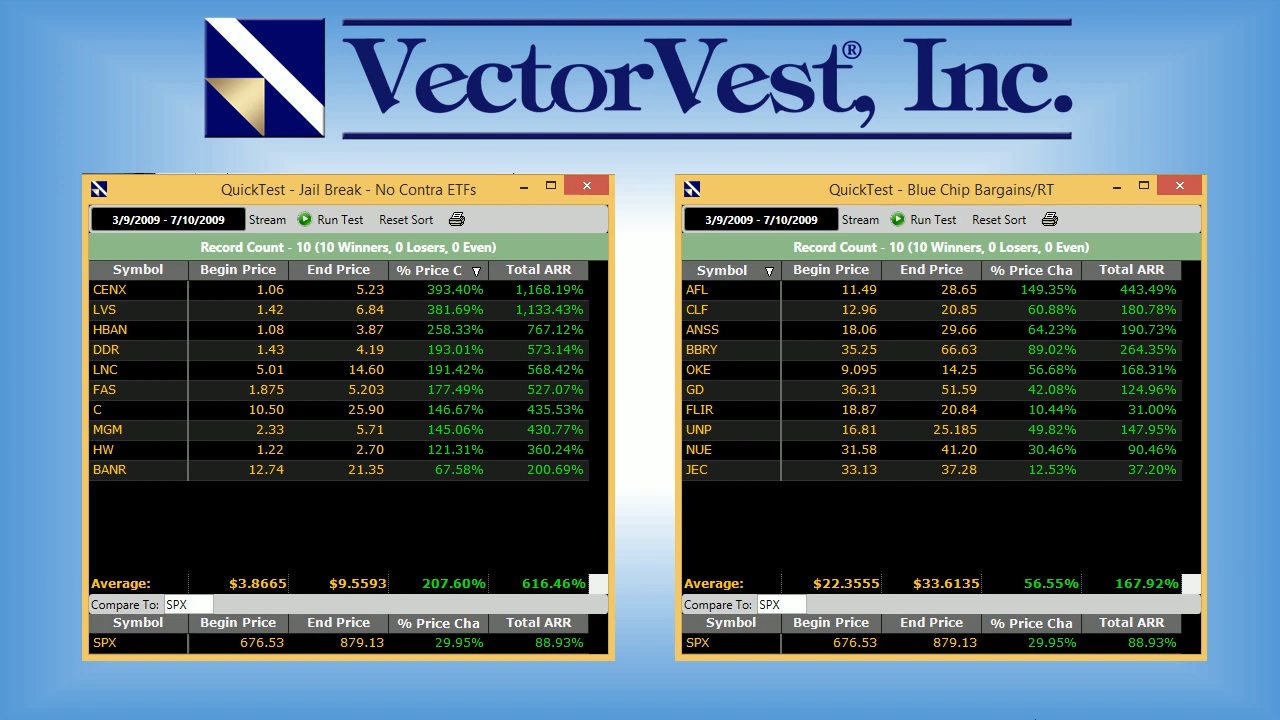 VectorVest®, Inc.
QuickTest - Jail Break - No Contra ETFs
3/9/2009 - 7/10/2009 Stream Run Test Reset Sort
Record Count - 10 (10 Winners, 0 Losers, 0 Even)
Symbol Begin Price End Price % Price C Total ARR
CENX 1.06 5.23 393.40% 1,168.19%
LVS 1.42 6.84 381.69% 1,133.43%
HBAN 1.08 3.87 258.33% 767.12%
DDR 1.43 4.19 193.01% 573.14%
LNC 5.01 14.60 191.42% 568.42%
FAS 1.875 5.203 177.49% 527.07%
C 10.50 25.90 146.67% 435.53%
MGM 2.33 5.71 145.06% 430.77%
HW 1.22 2.70 121.31% 360.24%
BANR 12.74 21.35 67.58% 200.69%
Average: $3.8665 $9.5593 207.60% 616.46%
Compare To: SPX
Symbol Begin Price End Price % Price Cha Total ARR
SPX 676.53 879.13 29.95% 88.93%
QuickTest - Blue Chip Bargains/RT
3/9/2009 - 7/10/2009 Stream Run Test Reset Sort
Record Count - 10 (10 Winners, 0 Losers, 0 Even)
Symbol Begin Price End Price % Price Cha Total ARR
AFL 11.49 28.65 149.35% 443.49%
CLF 12.96 20.85 60.88% 180.78%
ANSS 18.06 29.66 64.23% 190.73%
BBRY 35.25 66.63 89.02% 264.35%
OKE 9.095 14.25 56.68% 168.31%
GD 36.31 51.59 42.08% 124.96%
FLIR 18.87 20.84 10.44% 31.00%
UNP 16.81 25.185 49.82% 147.95%
NUE 31.58 41.20 30.46% 90.46%
JEC 33.13 37.28 12.53% 37.20%
Average: $22.3555 $33.6135 56.55% 167.92%
Compare To: SPX
Symbol Begin Price End Price % Price Cha Total ARR
SPX 676.53 879.13 29.95% 88.93%